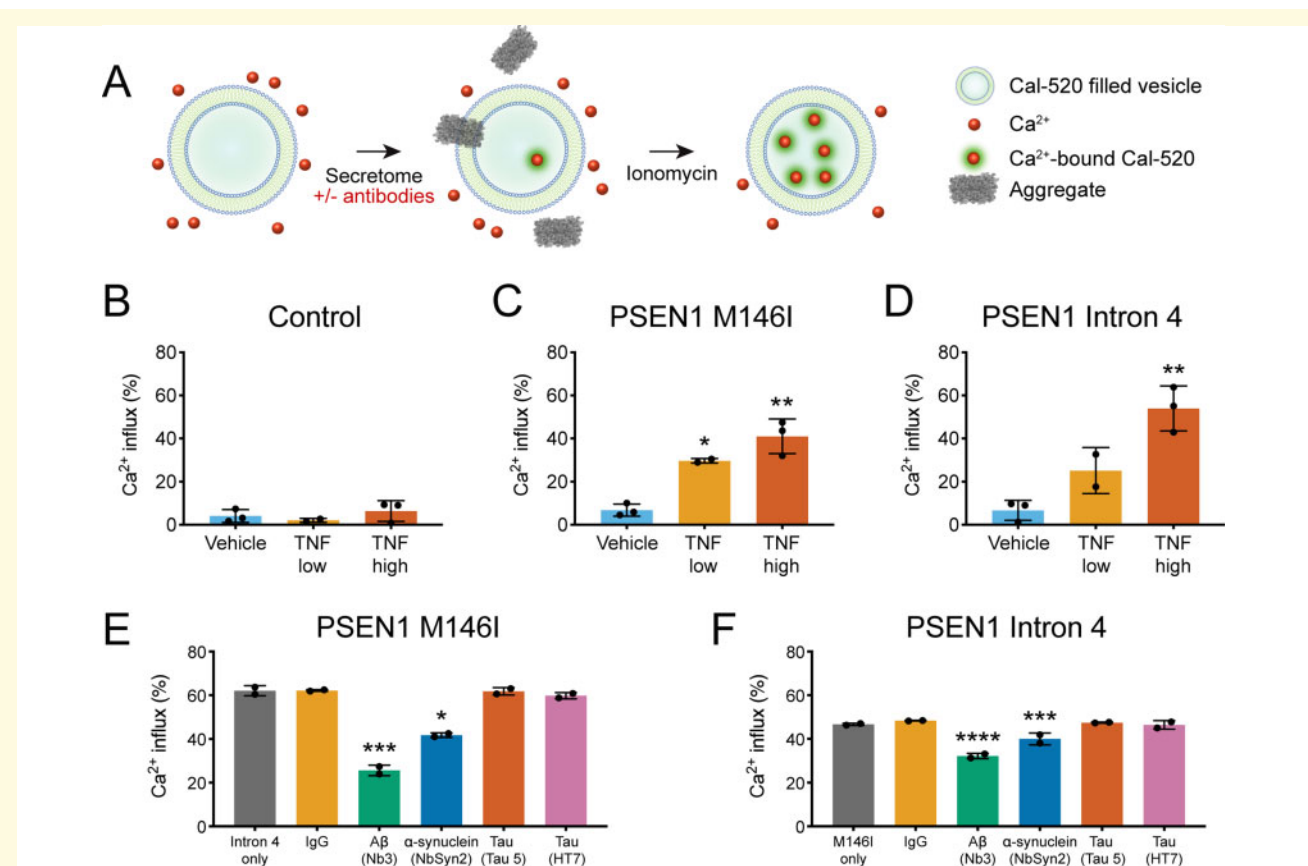 A
Secretome
+/- antibodies
Ionomycin
Cal-520 filled vesicle
Ca²⁺
Ca²⁺-bound Cal-520
Aggregate
B
Control
Ca²⁺ influx (%)
80
60
40
20
0
Vehicle
TNF
low
TNF
high
C
PSEN1 M146I
Ca²⁺ influx (%)
80
60
40
20
0
*
**
Vehicle
TNF
low
TNF
high
D
PSEN1 Intron 4
Ca²⁺ influx (%)
80
60
40
20
0
**
Vehicle
TNF
low
TNF
high
E
PSEN1 M146I
Ca²⁺ influx (%)
80
60
40
20
0
***
*
Intron 4
only
IgG
Aβ
(Nb3)
α-synuclein
(NbSyn2)
Tau
(Tau 5)
Tau
(HT7)
F
PSEN1 Intron 4
Ca²⁺ influx (%)
80
60
40
20
0
****
***
M146I
only
IgG
Aβ
(Nb3)
α-synuclein
(NbSyn2)
Tau
(Tau 5)
Tau
(HT7)